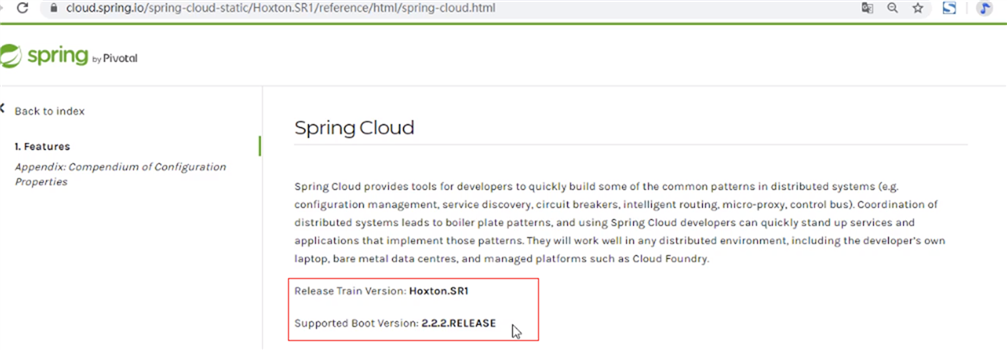 cloud.spring.io/spring-cloud-static/Hoxton.SR1/reference/html/spring-cloud.html
spring by Pivotal
Back to index
1. Features
Appendix: Compendium of Configuration
Properties
Spring Cloud
Spring Cloud provides tools for developers to quickly build some of the common patterns in distributed systems (e.g.
configuration management, service discovery, circuit breakers, intelligent routing, micro-proxy, control bus). Coordination of
distributed systems leads to boiler plate patterns, and using Spring Cloud developers can quickly stand up services and
applications that implement those patterns. They will work well in any distributed environment, including the developer's own
laptop, bare metal data centres, and managed platforms such as Cloud Foundry.
Release Train Version: Hoxton.SR1
Supported Boot Version: 2.2.2.RELEASE